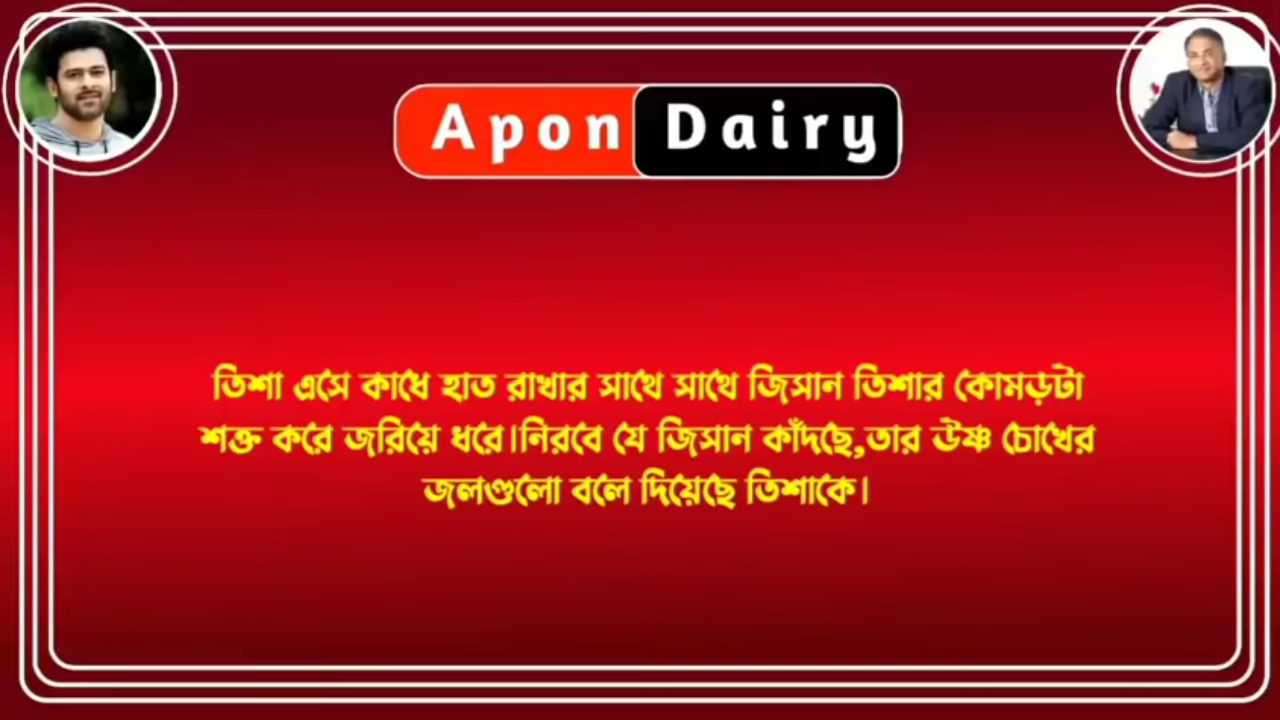 Apon Dairy
তিশা এসে কাধে হাত রাখার সাথে সাথে জিসান তিশার কোমড়টা
শক্ত করে জরিয়ে ধরে।নিরবে যে জিসান কাঁদছে,তার উষ্ণ চোখের
জলগুলো বলে দিয়েছে তিশাকে।